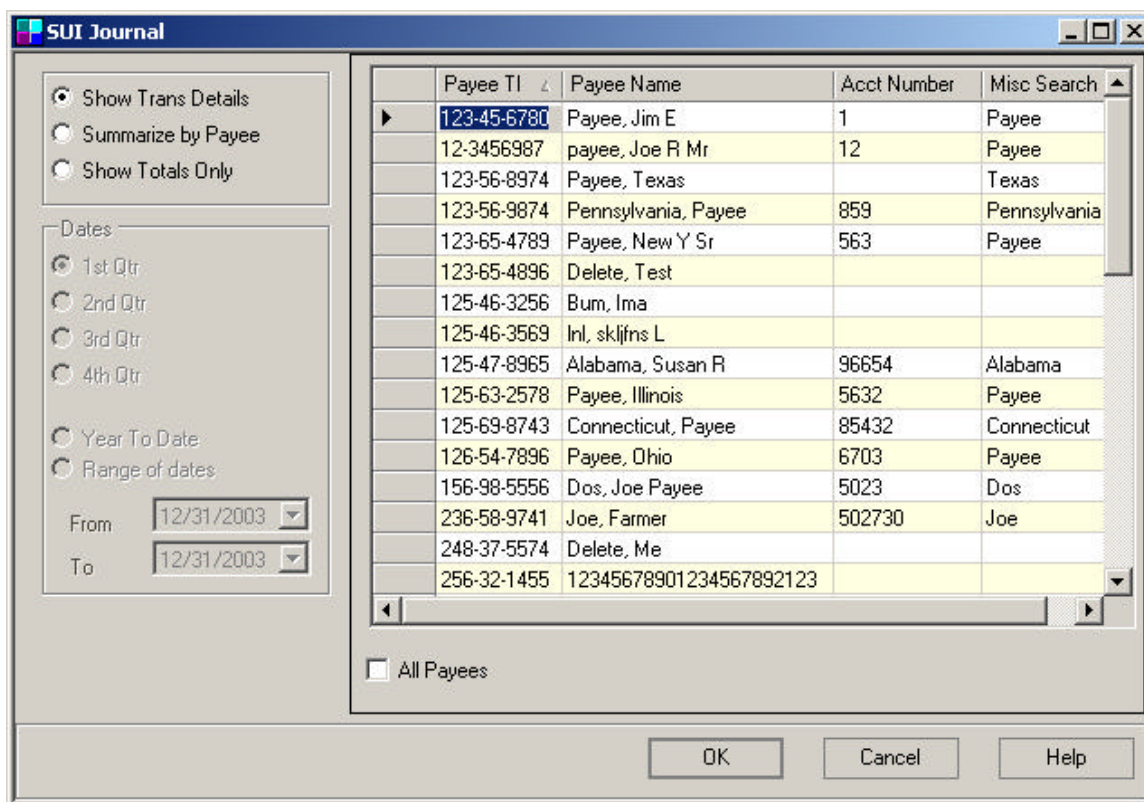 SUI Journal
Show Trans Details
Summarize by Payee
Show Totals Only
Dates
1st Qtr
2nd Qtr
3rd Qtr
4th Qtr
Year To Date
Range of dates
From 12/31/2003
To 12/31/2003
Payee TI Payee Name Acct Number Misc Search
123-45-6780 Payee, Jim E 1 Payee
12-3456987 payee, Joe R Mr 12 Payee
123-56-8974 Payee, Texas Texas
123-56-9874 Pennsylvania, Payee 859 Pennsylvania
123-65-4789 Payee, New Y Sr 563 Payee
123-65-4896 Delete, Test
125-46-3256 Bum, Ima
125-46-3569 lnl, skljfns L
125-47-8965 Alabama, Susan R 96654 Alabama
125-63-2578 Payee, Illinois 5632 Payee
125-69-8743 Connecticut, Payee 85432 Connecticut
126-54-7896 Payee, Ohio 6703 Payee
156-98-5556 Dos, Joe Payee 5023 Dos
236-58-9741 Joe, Farmer 502730 Joe
248-37-5574 Delete, Me
256-32-1455 12345678901234567892123
All Payees
OK Cancel Help